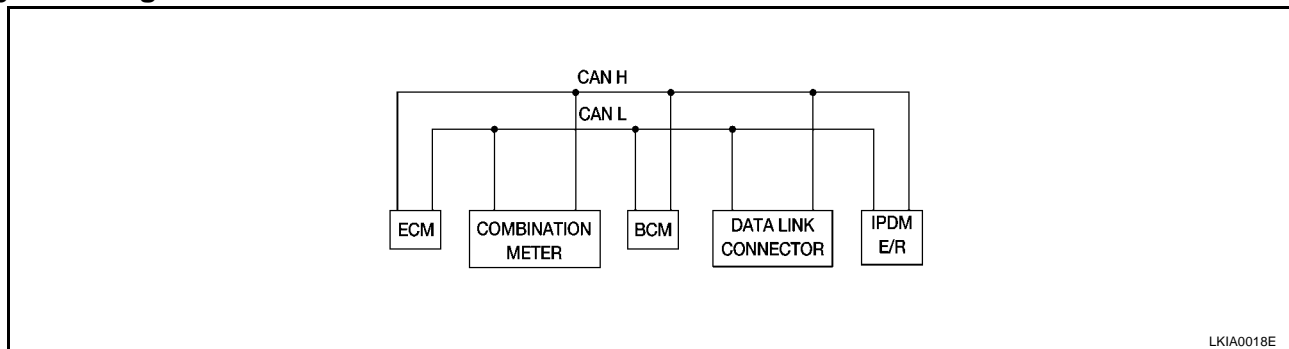 CAN H
CAN L
ECM
COMBINATION
METER
BCM
DATA LINK
CONNECTOR
IPDM
E/R
LKIA0018E